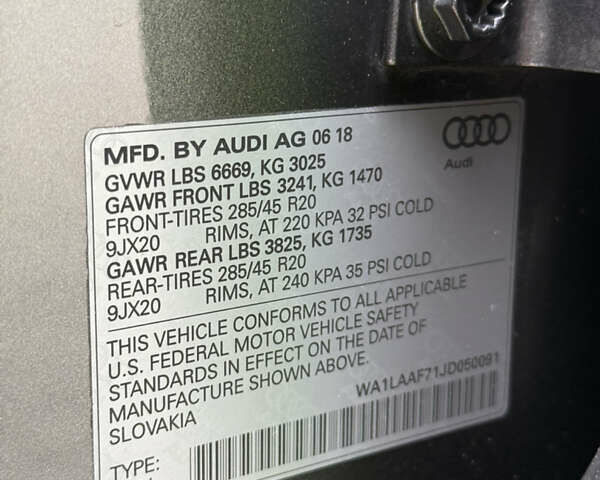 MFD. BY AUDI AG 06 18
Audi
GVWR LBS 6669, KG 3025
GAWR FRONT LBS 3241, KG 1470
FRONT-TIRES 285/45 R20
9JX20 RIMS, AT 220 KPA 32 PSI COLD
GAWR REAR LBS 3825, KG 1735
REAR-TIRES 285/45 R20
9JX20 RIMS, AT 240 KPA 35 PSI COLD
THIS VEHICLE CONFORMS TO ALL APPLICABLE
U.S. FEDERAL MOTOR VEHICLE SAFETY
STANDARDS IN EFFECT ON THE DATE OF
MANUFACTURE SHOWN ABOVE.
SLOVAKIA WA1LAAF71JD050091
TYPE: